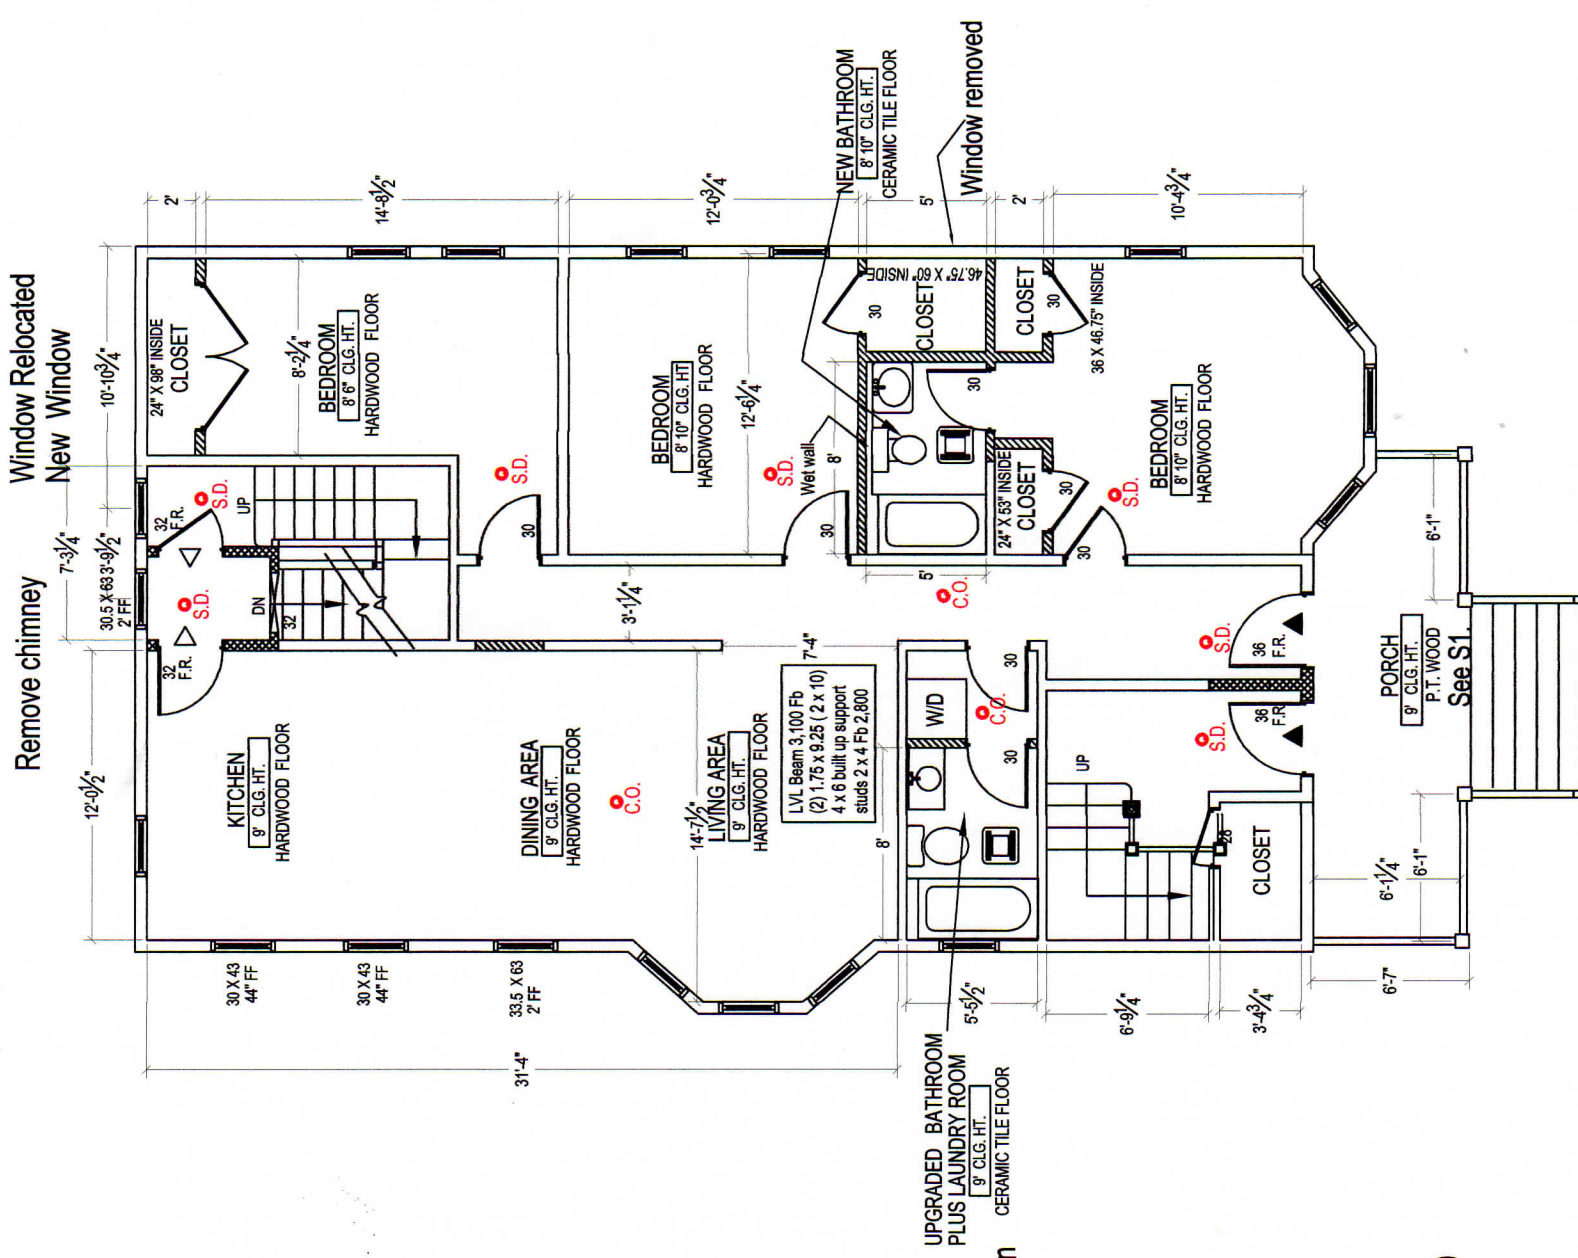 Remove chimney
Window Relocated
New Window
12'-0½"
7'-3¼"
10'-10¾"
30.5 X 63
2' FF
3'-9½"
32
F.R.
S.D.
32
F.R.
S.D.
UP
DN
32
24" X 98" INSIDE
CLOSET
2'
14'-8½"
8'-2¼"
BEDROOM
8' 6" CLG. HT.
HARDWOOD FLOOR
S.D.
30
KITCHEN
9' CLG. HT.
HARDWOOD FLOOR
30 X 43
44" FF
30 X 43
44" FF
33.5 X 63
2' FF
31'-4"
DINING AREA
9' CLG. HT.
HARDWOOD FLOOR
C.O.
3'-1¼"
14'-7½"
LIVING AREA
9' CLG. HT.
HARDWOOD FLOOR
7'-4"
LVL Beam 3,100 Fb
(2) 1.75 x 9.25 ( 2 x 10)
4 x 6 built up support
studs 2 x 4 Fb 2,800
BEDROOM
8' 10" CLG. HT
HARDWOOD FLOOR
12'-6¼"
12'-0¾"
S.D.
30
Wet wall
8'
NEW BATHROOM
8' 10" CLG. HT.
CERAMIC TILE FLOOR
Window removed
46.75" X 60" INSIDE
CLOSET
30
5'
30
5'
C.O.
CLOSET
30
36 X 46.75" INSIDE
2'
10'-4¾"
24" X 53" INSIDE
CLOSET
30
30
S.D.
BEDROOM
8' 10" CLG. HT.
HARDWOOD FLOOR
W/D
30
C.O.
30
8'
5'-5½"
UPGRADED BATHROOM
PLUS LAUNDRY ROOM
9' CLG. HT.
CERAMIC TILE FLOOR
n
UP
S.D.
36
F.R.
S.D.
36
F.R.
28
CLOSET
6'-9¼"
3'-4¾"
6'-7"
6'-1¼"
6'-1"
6'-1"
PORCH
9' CLG. HT.
P.T. WOOD
See S1.